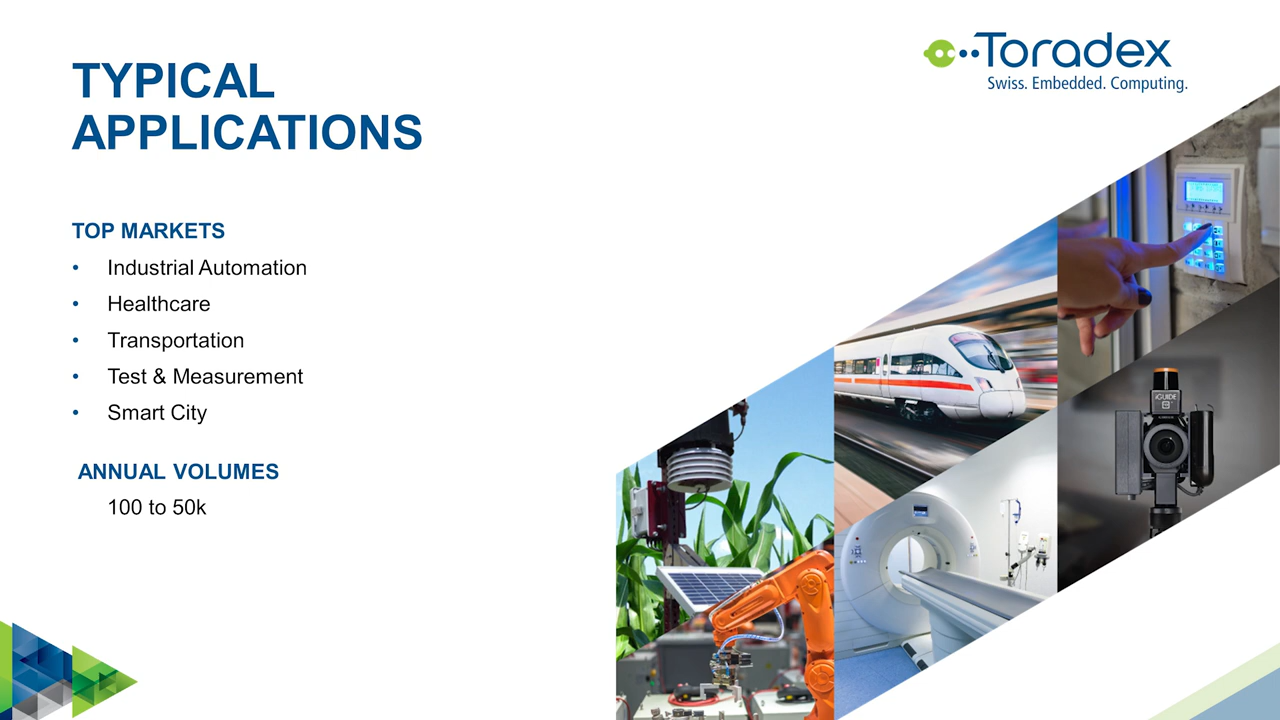 TYPICAL
APPLICATIONS
Toradex
Swiss. Embedded. Computing.
TOP MARKETS
• Industrial Automation
• Healthcare
• Transportation
• Test & Measurement
• Smart City
ANNUAL VOLUMES
100 to 50k
iGUIDE